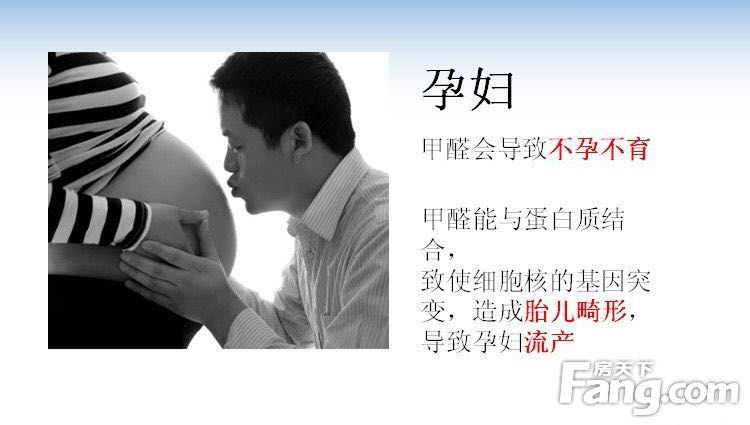 孕妇
甲醛会导致不孕不育
甲醛能与蛋白质结
合，
致使细胞核的基因突
变，造成胎儿畸形，
导致孕妇流产
房天下
Fang.com